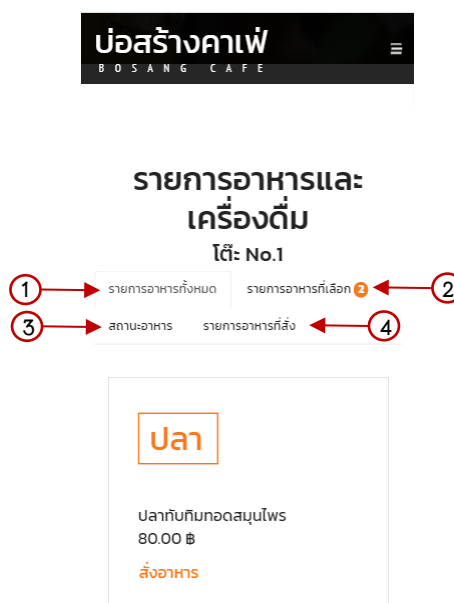 บ่อสร้างคาเฟ่
BOSANG CAFE
รายการอาหารและ
เครื่องดื่ม
โต๊ะ No.1
1 รายการอาหารทั้งหมด รายการอาหารที่เลือก 2 2
3 สถานะอาหาร รายการอาหารที่สั่ง 4
ปลา
ปลาทับทิมทอดสมุนไพร
80.00 ฿
สั่งอาหาร